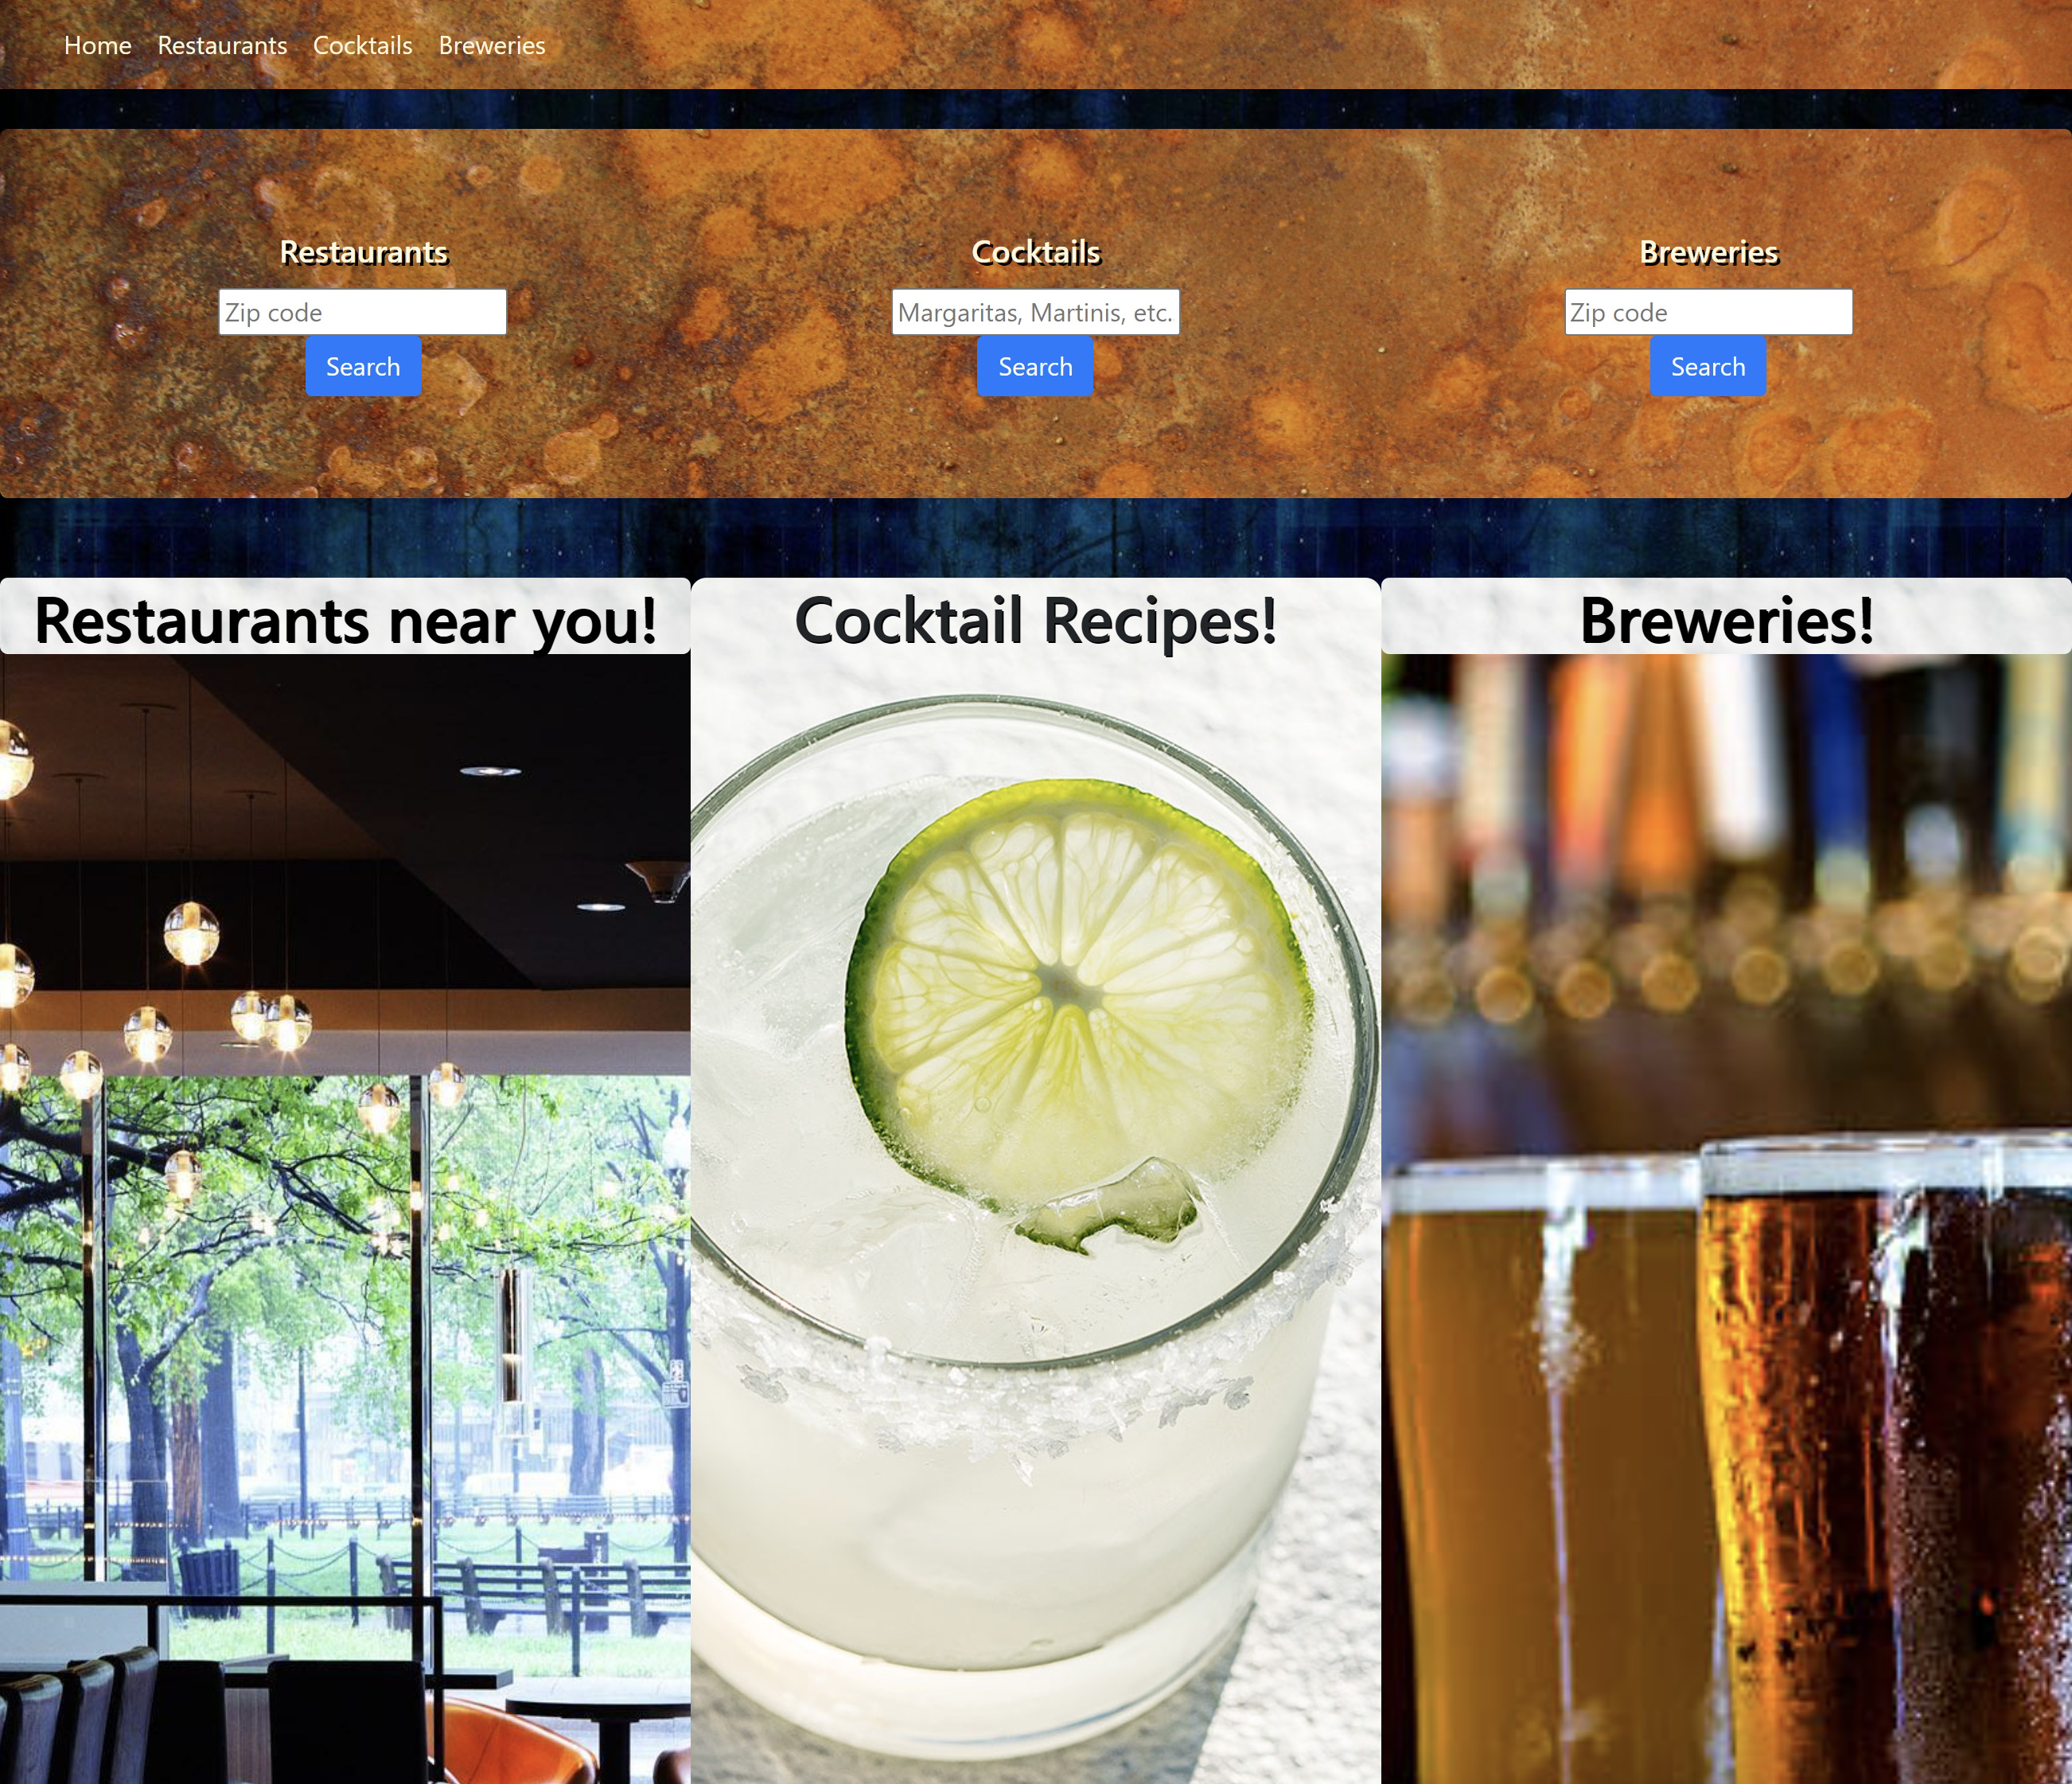 Home Restaurants Cocktails Breweries
Restaurants Cocktails Breweries
Zip code Margaritas, Martinis, etc. Zip code
Search Search Search
Restaurants near you! Cocktail Recipes! Breweries!